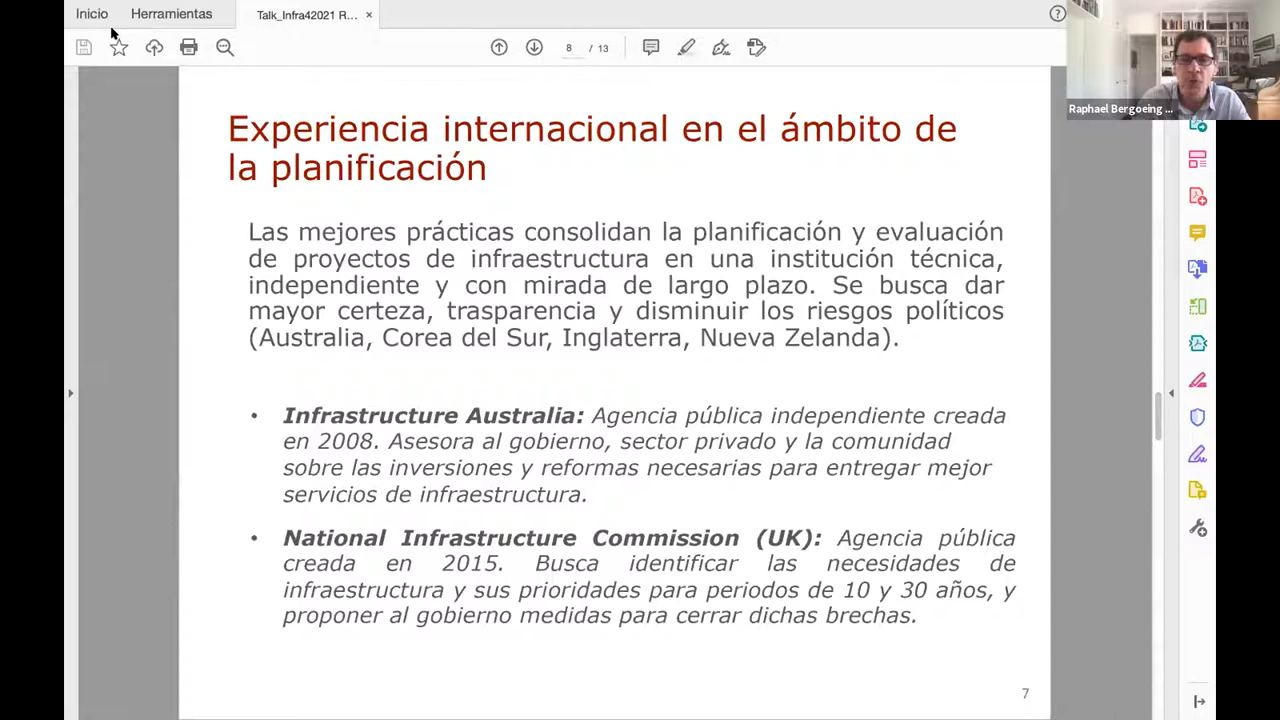 Inicio
Herramientas
Talk_Infra42021 R...
8 / 13
Raphael Bergoeing ...
Experiencia internacional en el ámbito de
la planificación
Las mejores prácticas consolidan la planificación y evaluación
de proyectos de infraestructura en una institución técnica,
independiente y con mirada de largo plazo. Se busca dar
mayor certeza, trasparencia y disminuir los riesgos políticos
(Australia, Corea del Sur, Inglaterra, Nueva Zelanda).
• Infrastructure Australia: Agencia pública independiente creada
en 2008. Asesora al gobierno, sector privado y la comunidad
sobre las inversiones y reformas necesarias para entregar mejor
servicios de infraestructura.
• National Infrastructure Commission (UK): Agencia pública
creada en 2015. Busca identificar las necesidades de
infraestructura y sus prioridades para periodos de 10 y 30 años, y
proponer al gobierno medidas para cerrar dichas brechas.
7